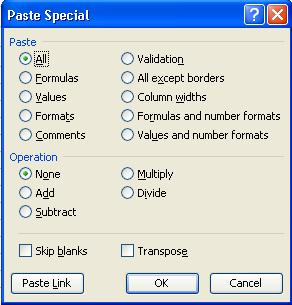 Paste Special
Paste
All
Validation
Formulas
All except borders
Values
Column widths
Formats
Formulas and number formats
Comments
Values and number formats
Operation
None
Multiply
Add
Divide
Subtract
Skip blanks
Transpose
Paste Link
OK
Cancel